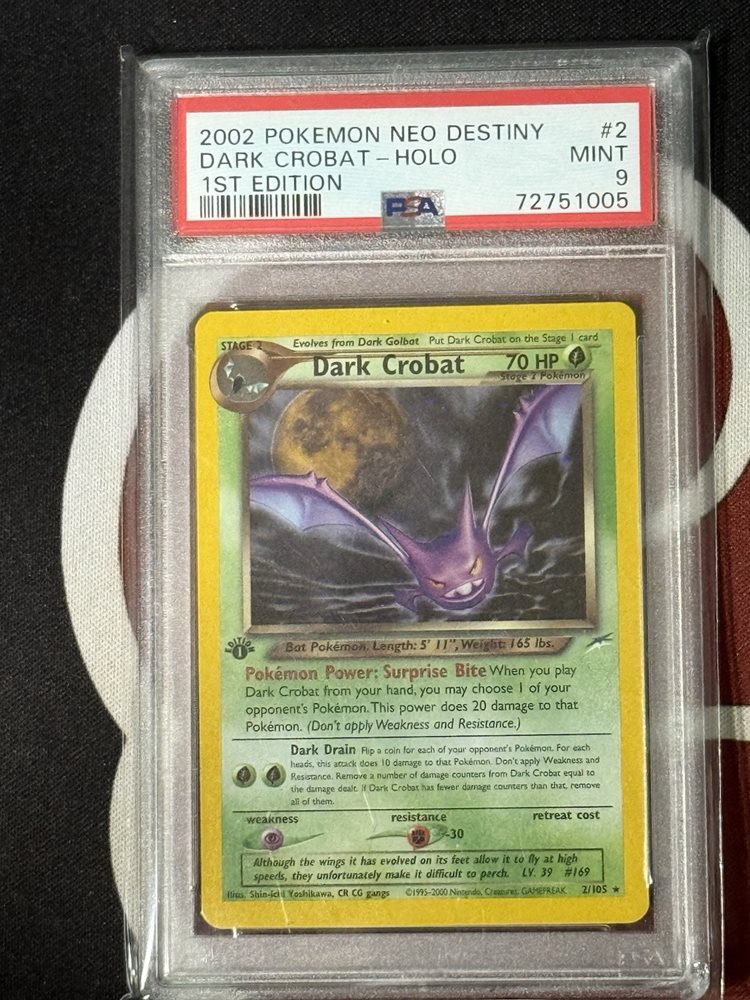 2002 POKEMON NEO DESTINY #2
DARK CROBAT - HOLO MINT
1ST EDITION 9
PSA 72751005
STAGE 2 Evolves from Dark Golbat Put Dark Crobat on the Stage 1 card
Dark Crobat 70 HP
Stage 2 Pokémon
Bat Pokémon. Length: 5' 11", Weight: 165 lbs.
EDITION 1
Pokémon Power: Surprise Bite When you play
Dark Crobat from your hand, you may choose 1 of your
opponent's Pokémon. This power does 20 damage to that
Pokémon. (Don't apply Weakness and Resistance.)
Dark Drain Flip a coin for each of your opponent's Pokémon. For each
heads, this attack does 10 damage to that Pokémon. Don't apply Weakness and
Resistance. Remove a number of damage counters from Dark Crobat equal to
the damage dealt. If Dark Crobat has fewer damage counters than that, remove
all of them.
weakness resistance retreat cost
-30
Although the wings it has evolved on its feet allow it to fly at high
speeds, they unfortunately make it difficult to perch. LV. 39 #169
Illus. Shin-ichi Yoshikawa, CR CG gangs ©1995-2000 Nintendo, Creatures, GAMEFREAK. 2/105 ★